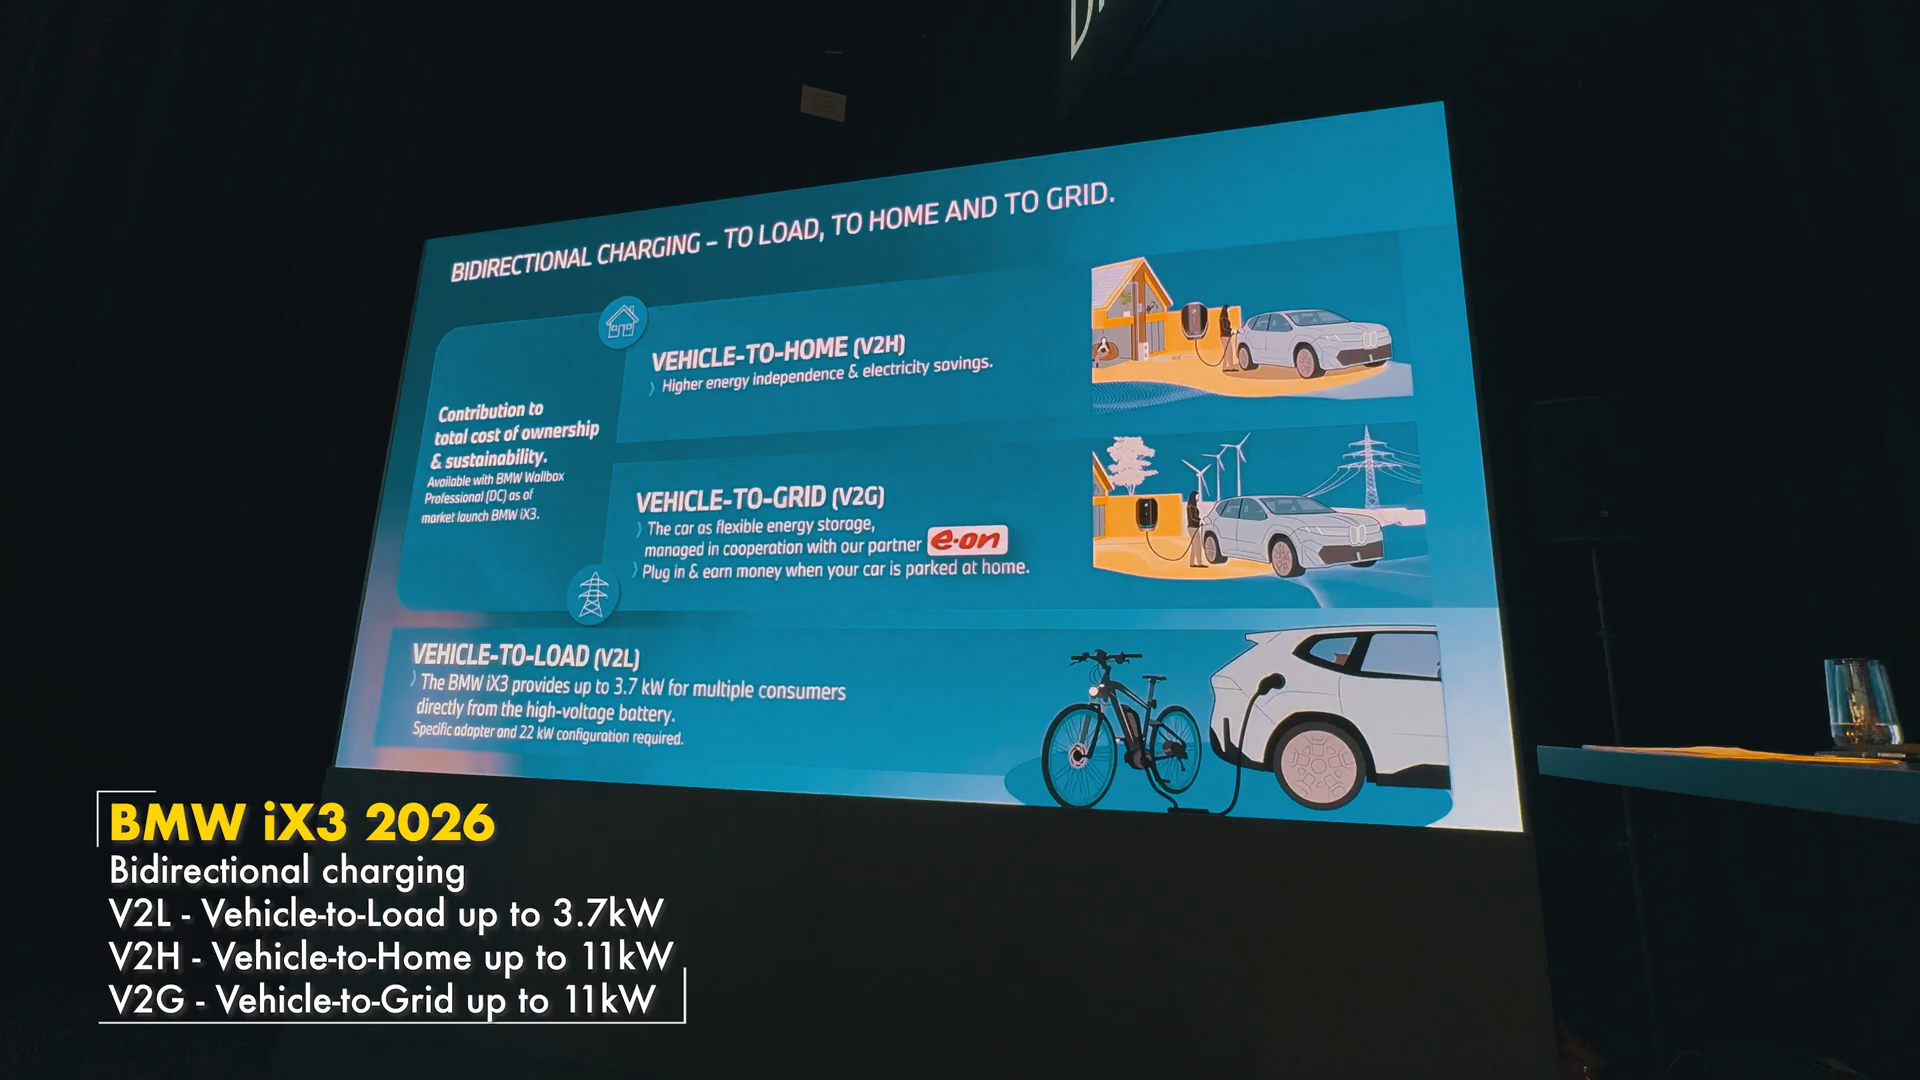 BIDIRECTIONAL CHARGING – TO LOAD, TO HOME AND TO GRID.
Contribution to
total cost of ownership
& sustainability.
Available with BMW Wallbox
Professional (DC) as of
market launch BMW iX3.
VEHICLE-TO-HOME (V2H)
Higher energy independence & electricity savings.
VEHICLE-TO-GRID (V2G)
The car as flexible energy storage,
managed in cooperation with our partner e·on
Plug in & earn money when your car is parked at home.
VEHICLE-TO-LOAD (V2L)
The BMW iX3 provides up to 3.7 kW for multiple consumers
directly from the high-voltage battery.
Specific adapter and 22 kW configuration required.
BMW iX3 2026
Bidirectional charging
V2L - Vehicle-to-Load up to 3.7kW
V2H - Vehicle-to-Home up to 11kW
V2G - Vehicle-to-Grid up to 11kW